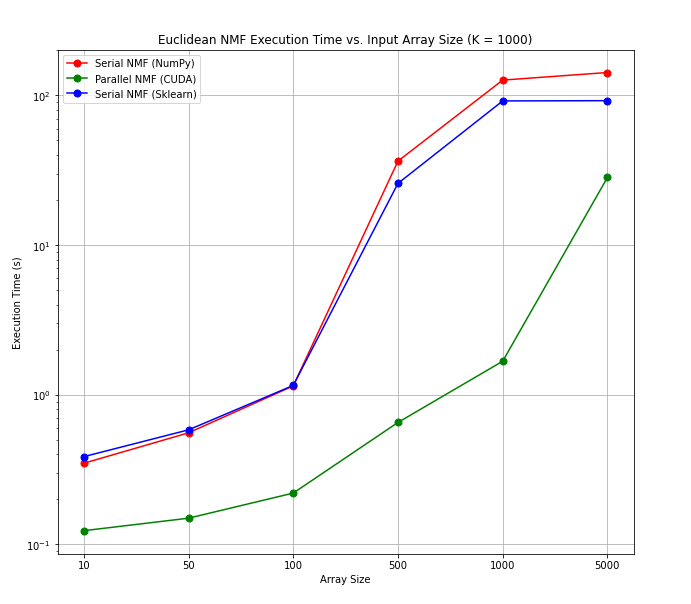 Euclidean NMF Execution Time vs. Input Array Size (K = 1000)
Serial NMF (NumPy)
Parallel NMF (CUDA)
Serial NMF (Sklearn)
Execution Time (s)
10²
10¹
10⁰
10⁻¹
10 50 100 500 1000 5000
Array Size